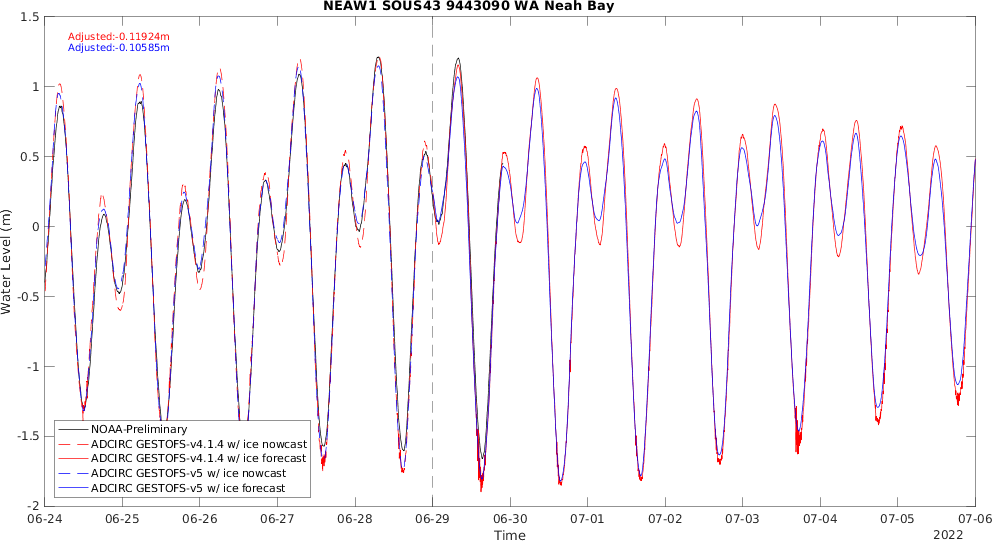 NEAW1 SOUS43 9443090 WA Neah Bay
Adjusted:-0.11924m
Adjusted:-0.10585m
Water Level (m)
1.5
1
0.5
0
-0.5
-1
-1.5
-2
NOAA-Preliminary
ADCIRC GESTOFS-v4.1.4 w/ ice nowcast
ADCIRC GESTOFS-v4.1.4 w/ ice forecast
ADCIRC GESTOFS-v5 w/ ice nowcast
ADCIRC GESTOFS-v5 w/ ice forecast
06-24 06-25 06-26 06-27 06-28 06-29 06-30 07-01 07-02 07-03 07-04 07-05 07-06
Time
2022